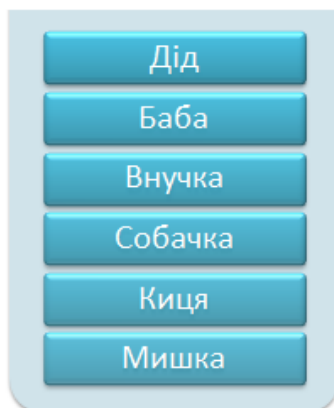 Дід
Баба
Внучка
Собачка
Киця
Мишка